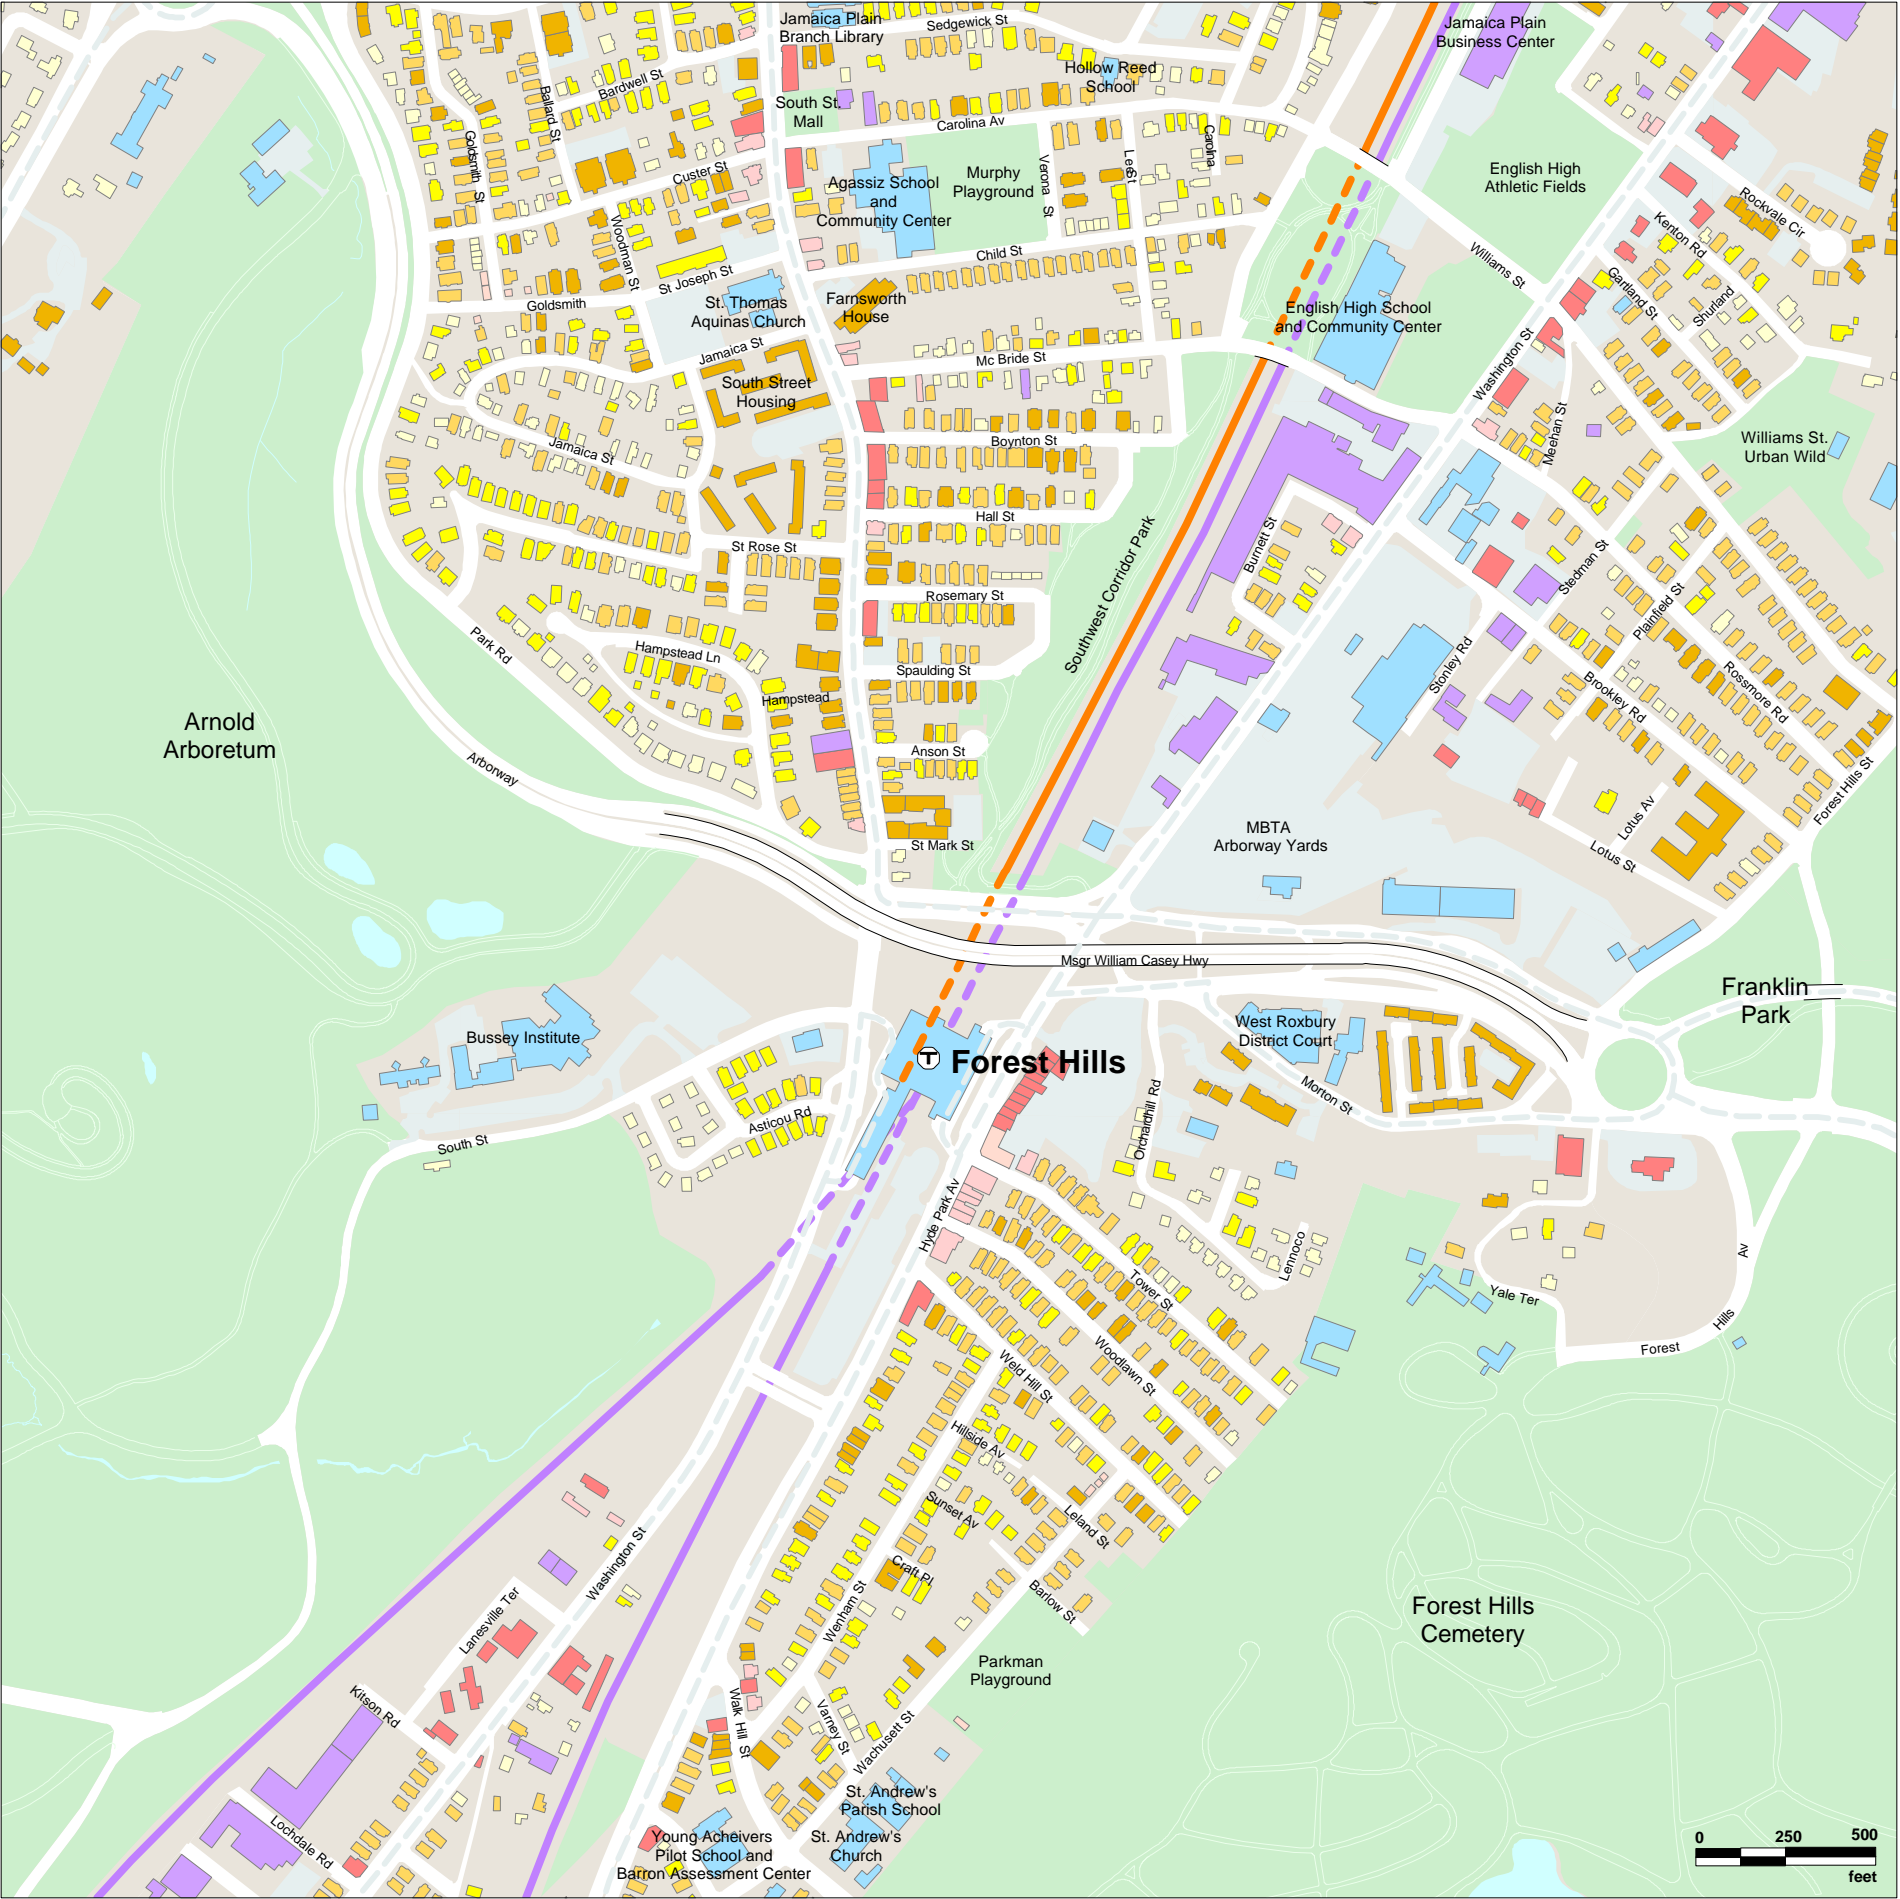 Jamaica Plain
Branch Library
Sedgewick St
Jamaica Plain
Business Center
Hollow Reed
School
Bardwell St
Ballard St
South St.
Mall
Carolina Av
Carolina
Goldsmith St
Custer St
Verona St
Lee St
Murphy
Playground
English High
Athletic Fields
Agassiz School
and
Community Center
Rockvale Cir
Kenton Rd
Woodman St
Child St
Williams St
Gartland St
Shurland
St Joseph St
Goldsmith
St. Thomas
Aquinas Church
Farnsworth
House
English High School
and Community Center
Jamaica St
Mc Bride St
Washington St
South Street
Housing
Meehan St
Boynton St
Jamaica St
Williams St.
Urban Wild
Hall St
Southwest Corridor Park
Burnett St
St Rose St
Stedman St
Rosemary St
Plainfield St
Park Rd
Hampstead Ln
Spaulding St
Stonley Rd
Brookley Rd
Rossmore Rd
Hampstead
Arnold
Arboretum
Anson St
Arborway
Forest Hills St
Lotus Av
MBTA
Arborway Yards
St Mark St
Lotus St
Msgr William Casey Hwy
Franklin
Park
Bussey Institute
West Roxbury
District Court
T
Forest Hills
Morton St
Asticou Rd
Orchardhill Rd
South St
Hyde Park Av
Lennoco
Av
Tower St
Yale Ter
Hills
Forest
Woodlawn St
Weld Hill St
Hillside Av
Sunset Av
Leland St
Washington St
Craft Pl
Barlow St
Wenham St
Lanesville Ter
Forest Hills
Cemetery
Parkman
Playground
Kitson Rd
Walk Hill St
Varney St
Wachusett St
St. Andrew's
Parish School
Lochdale Rd
Young Acheivers
Pilot School and
Barron Assessment Center
St. Andrew's
Church
0 250 500
feet